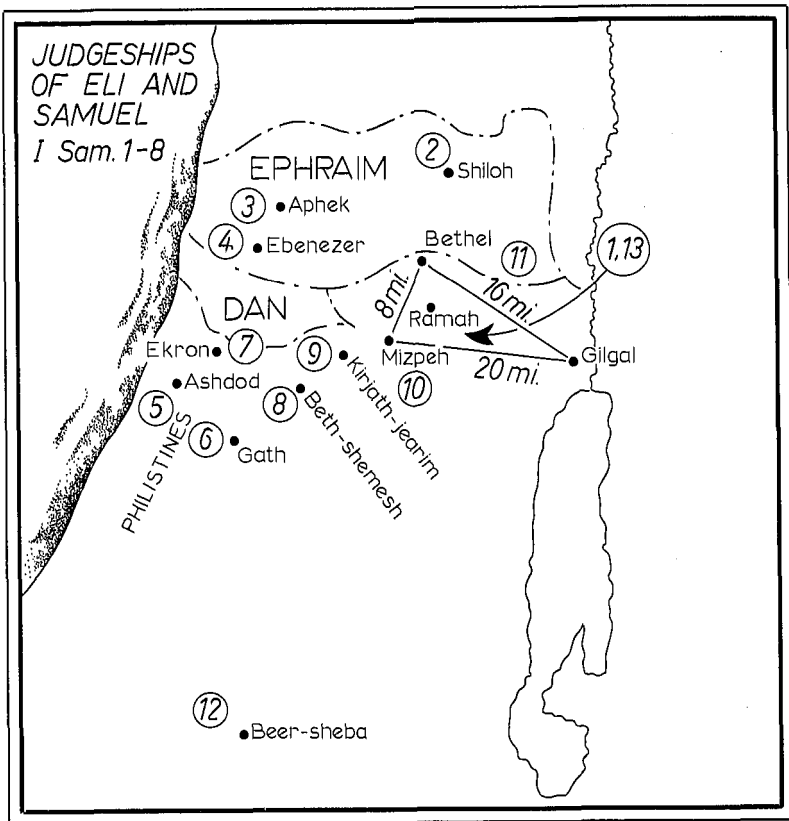 JUDGESHIPS
OF ELI AND
SAMUEL
I Sam. 1-8
2
Shiloh
EPHRAIM
3
Aphek
4
Ebenezer
Bethel
11
1,13
8 mi.
16 mi.
DAN
Ramah
Ekron
7
9
Mizpeh
Gilgal
20 mi.
10
Kirjath-jearim
Ashdod
5
8
Beth-shemesh
6
Gath
PHILISTINES
12
Beer-sheba